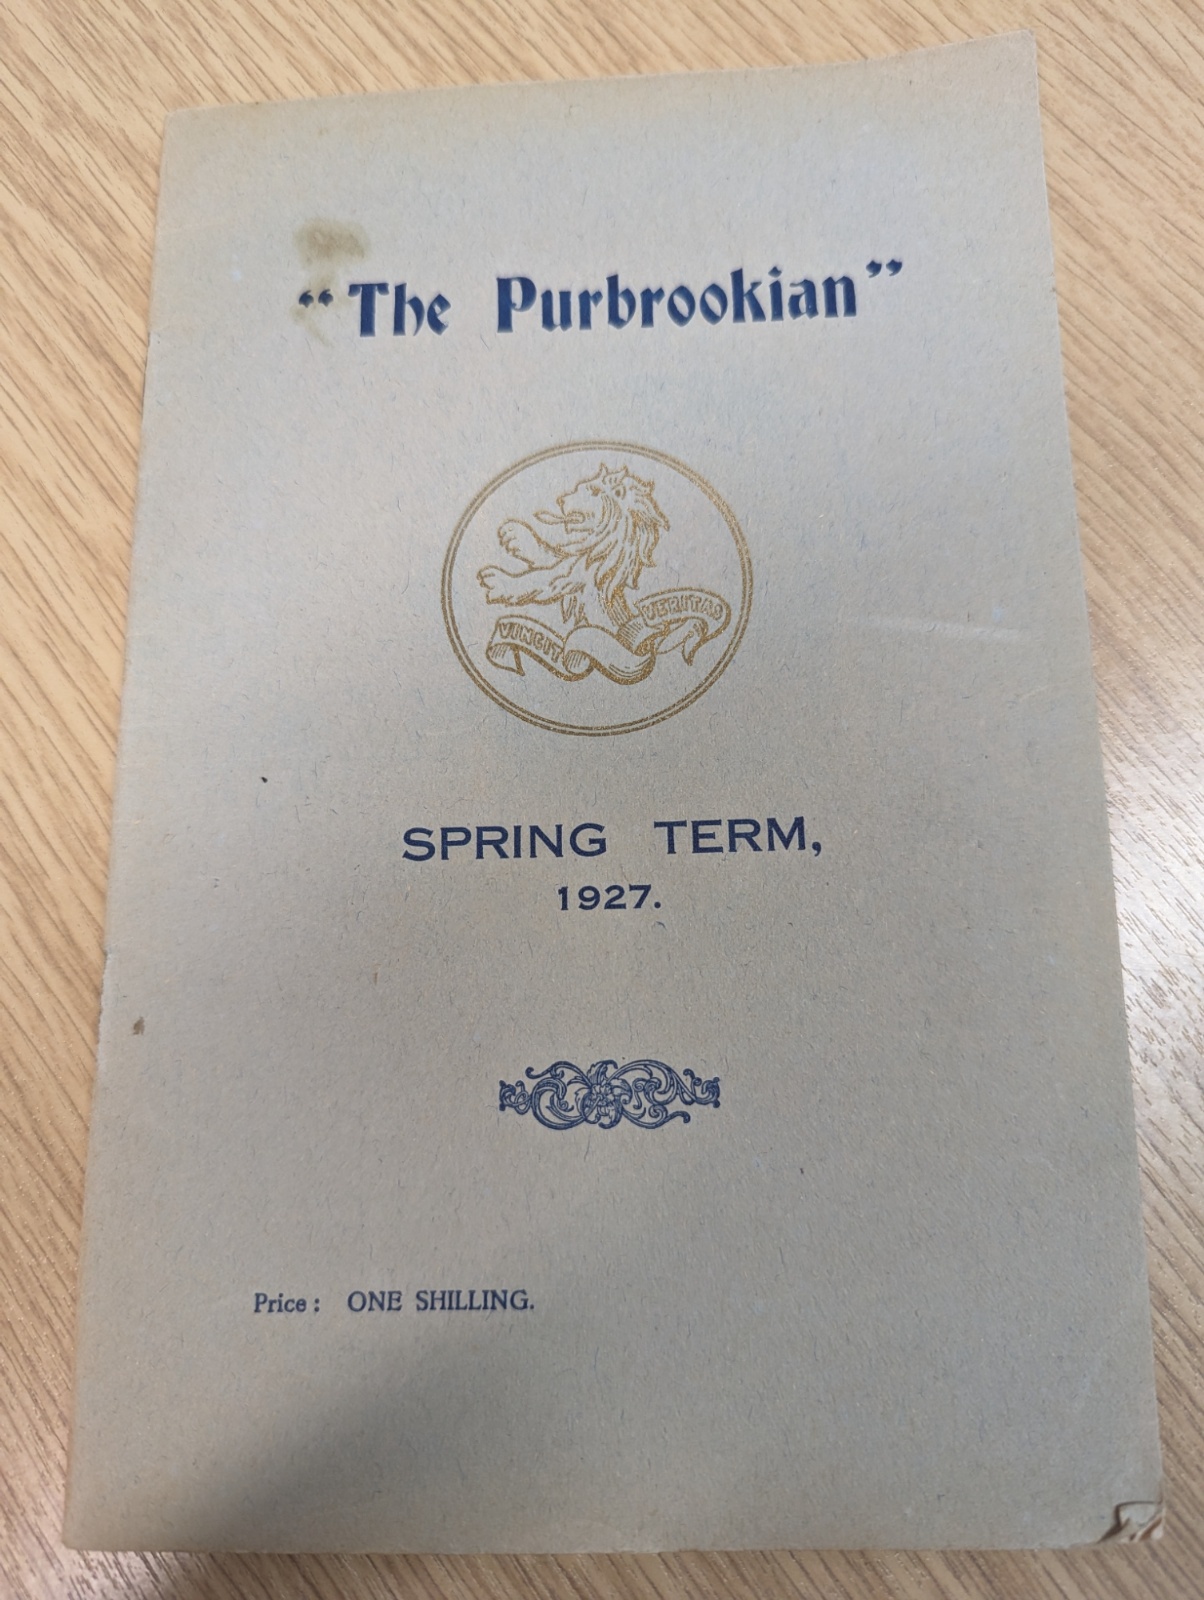 “The Purbrookian”
VINCIT VERITAS
SPRING TERM,
1927.
Price : ONE SHILLING.